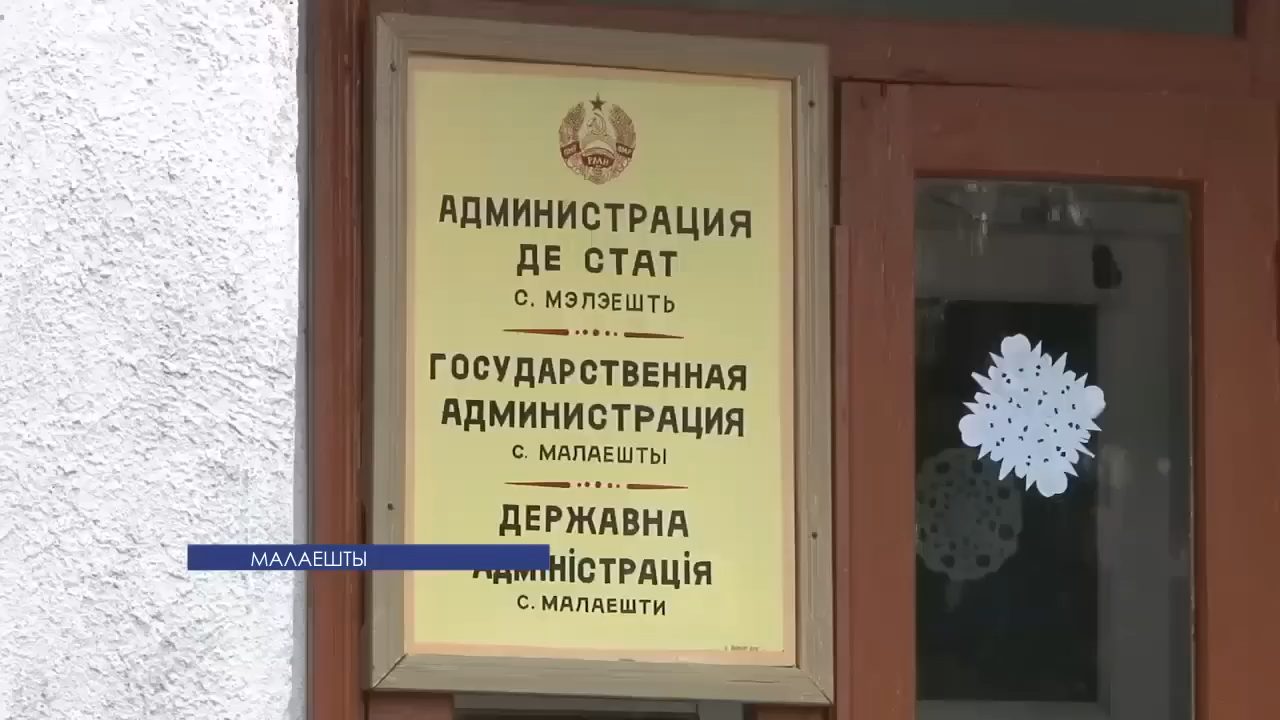 АДМИНИСТРАЦИЯ
ДЕ СТАТ
С. МЭЛЭЕШТЬ
ГОСУДАРСТВЕННАЯ
АДМИНИСТРАЦИЯ
С. МАЛАЕШТЫ
ДЕРЖАВНА
АДМІНІСТРАЦІЯ
С. МАЛАЕШТИ
МАЛАЕШТЫ